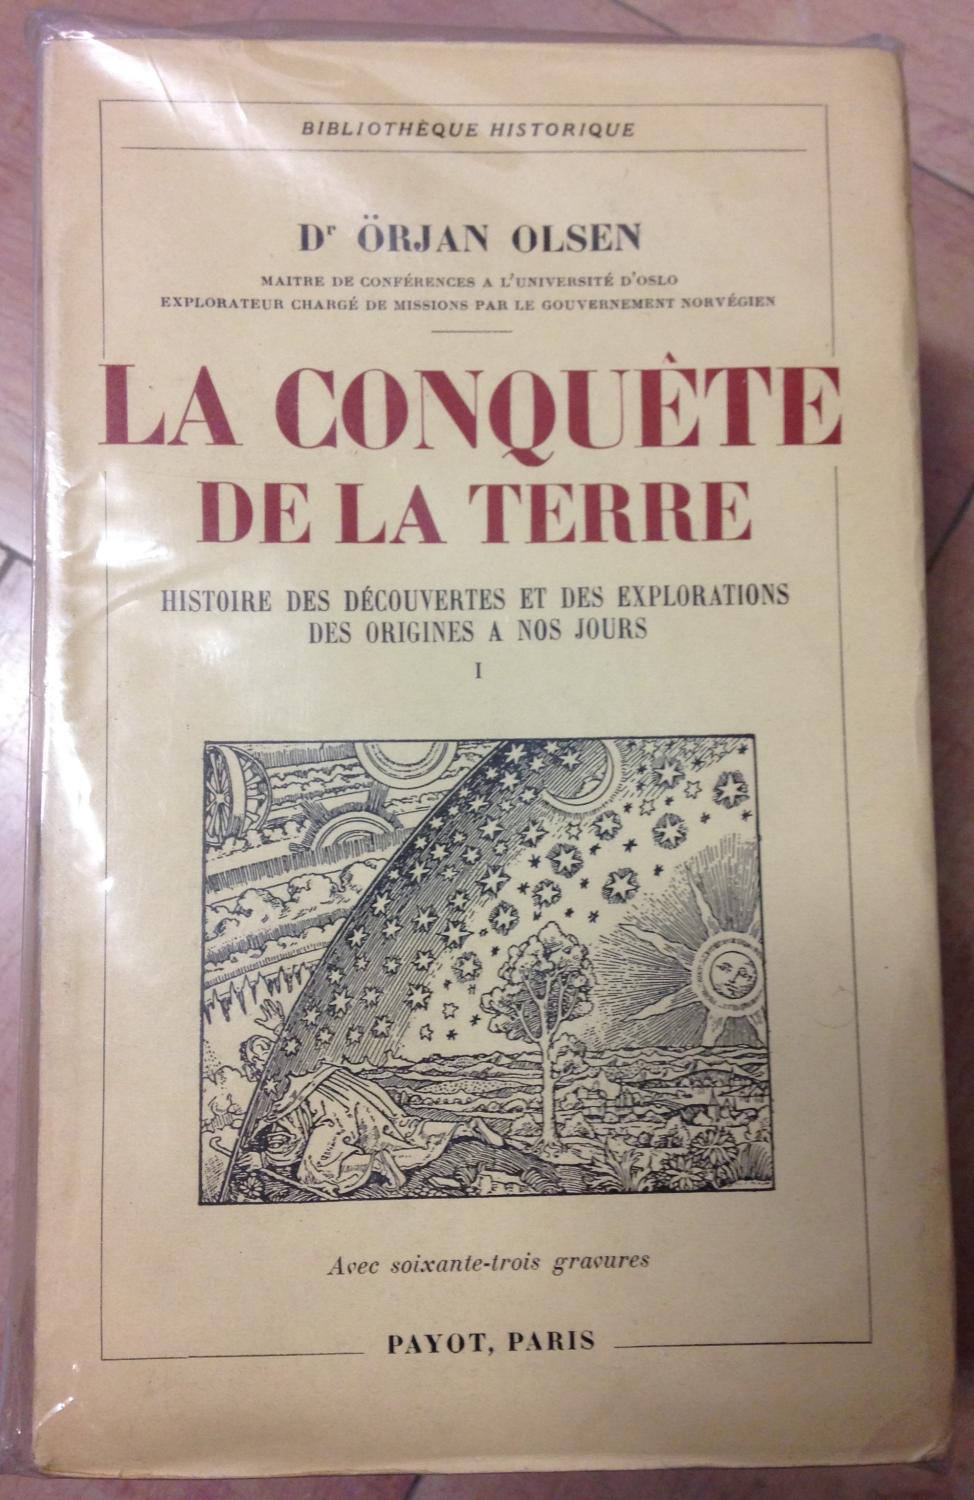 BIBLIOTHÈQUE HISTORIQUE
Dr ÖRJAN OLSEN
MAITRE DE CONFÉRENCES A L'UNIVERSITÉ D'OSLO
EXPLORATEUR CHARGÉ DE MISSIONS PAR LE GOUVERNEMENT NORVÉGIEN
LA CONQUÊTE
DE LA TERRE
HISTOIRE DES DÉCOUVERTES ET DES EXPLORATIONS
DES ORIGINES A NOS JOURS
I
Avec soixante-trois gravures
PAYOT, PARIS